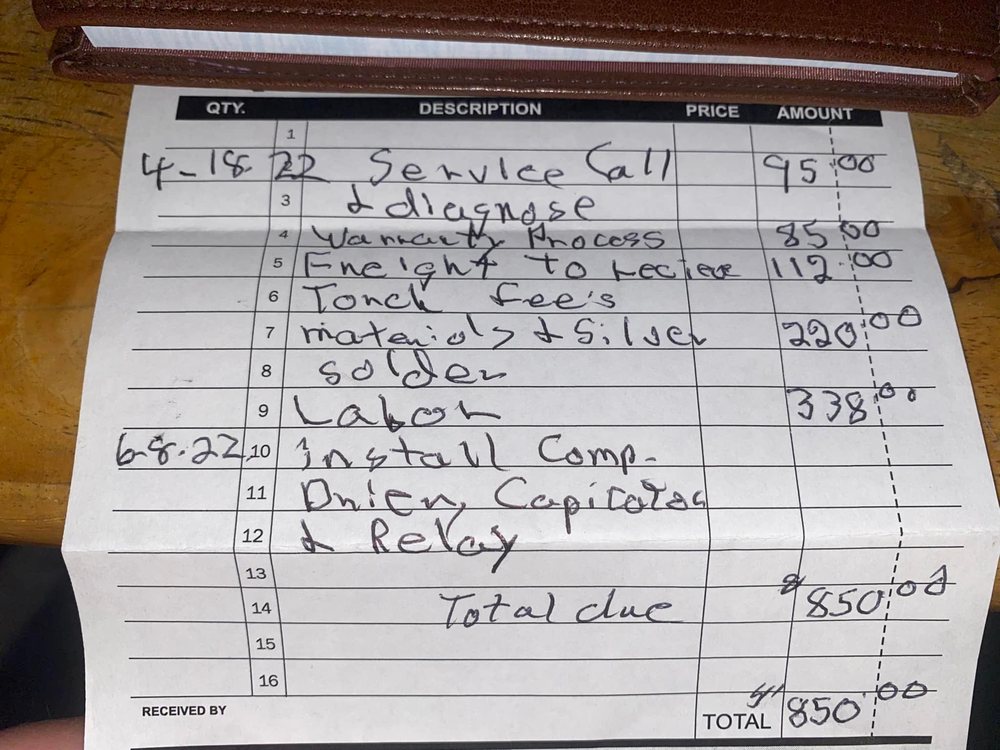 QTY. DESCRIPTION PRICE AMOUNT
1
4-18-22 Service Call 95.00
3 & diagnose
4 Warranty Process 85.00
5 Freight to recieve 112.00
6 Torch fee's
7 materials & Silver 220.00
8 solder
9 Labor 338.00
6-8-22 10 install Comp.
11 Drier, Capicators
12 & Relay
13
14 Total due $850.00
15
16
RECEIVED BY TOTAL $850.00